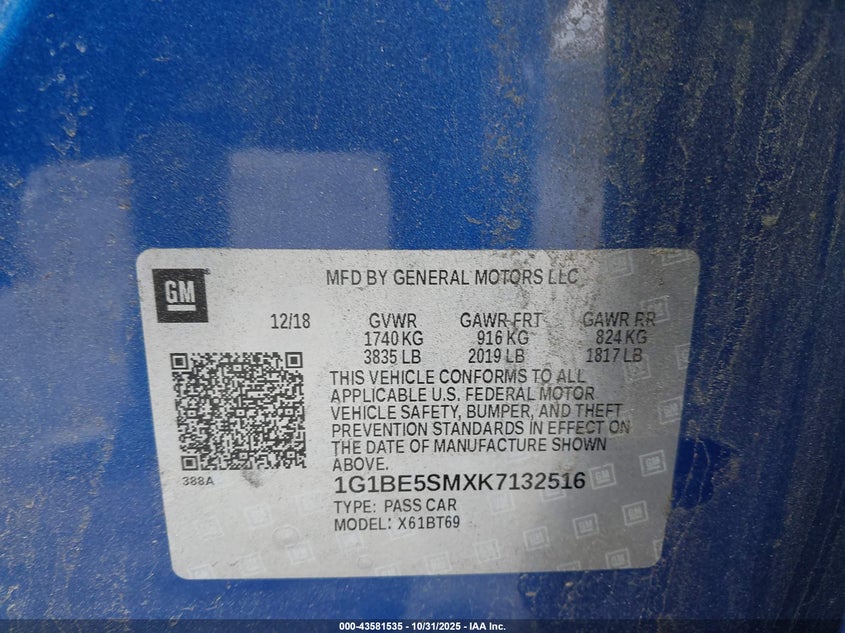 GM
MFD BY GENERAL MOTORS LLC
12/18 GVWR GAWR FRT GAWR RR
1740 KG 916 KG 824 KG
3835 LB 2019 LB 1817 LB
THIS VEHICLE CONFORMS TO ALL
APPLICABLE U.S. FEDERAL MOTOR
VEHICLE SAFETY, BUMPER, AND THEFT
PREVENTION STANDARDS IN EFFECT ON
THE DATE OF MANUFACTURE SHOWN
ABOVE.
388A
1G1BE5SMXK7132516
TYPE: PASS CAR
MODEL: X61BT69
000-43581535 - 10/31/2025 - IAA Inc.